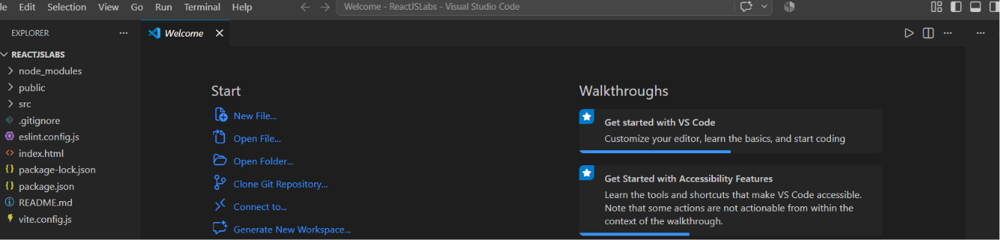 le Edit Selection View Go Run Terminal Help
Welcome - ReactJSLabs - Visual Studio Code
EXPLORER
REACTJSLABS
node_modules
public
src
.gitignore
eslint.config.js
index.html
package-lock.json
package.json
README.md
vite.config.js
Welcome
Start
New File...
Open File...
Open Folder...
Clone Git Repository...
Connect to...
Generate New Workspace...
Walkthroughs
Get started with VS Code
Customize your editor, learn the basics, and start coding
Get Started with Accessibility Features
Learn the tools and shortcuts that make VS Code accessible.
Note that some actions are not actionable from within the
context of the walkthrough.